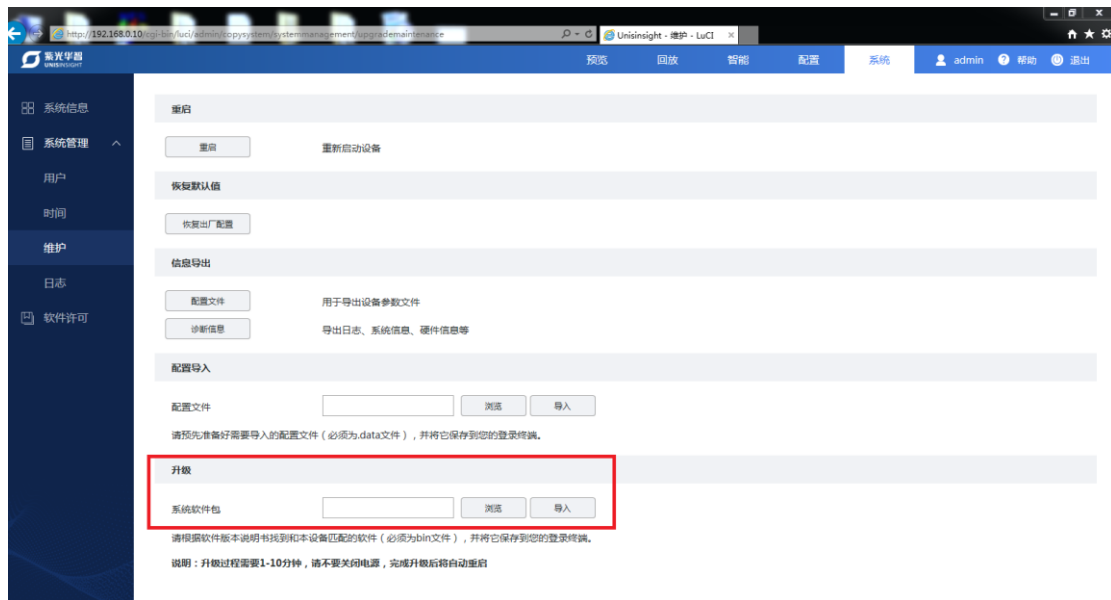 http://192.168.0.10/cgi-bin/luci/admin/copysystem/systemmanagement/upgrademaintenance
Unisinsight - 维护 - LuCI
紫光华智
UNISINSIGHT
预览 回放 智能 配置 系统 admin 帮助 退出
系统信息
系统管理
用户
时间
维护
日志
软件许可
重启
重启 重新启动设备
恢复默认值
恢复出厂配置
信息导出
配置文件 用于导出设备参数文件
诊断信息 导出日志、系统信息、硬件信息等
配置导入
配置文件 浏览 导入
请预先准备好需要导入的配置文件(必须为.data文件),并将它保存到您的登录终端。
升级
系统软件包 浏览 导入
请根据软件版本说明书找到和本设备匹配的软件(必须为bin文件),并将它保存到您的登录终端。
说明:升级过程需要1-10分钟,请不要关闭电源,完成升级后将自动重启